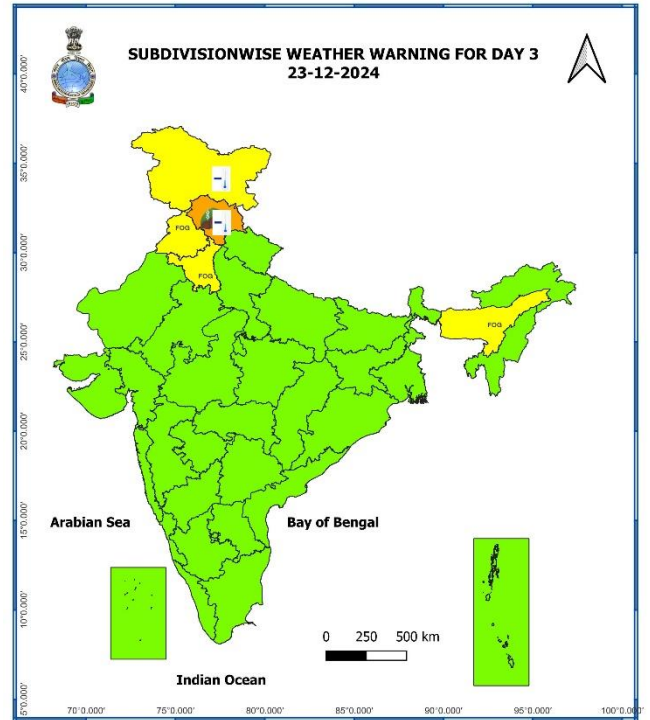 SUBDIVISIONWISE WEATHER WARNING FOR DAY 3
23-12-2024
40°0.000'
35°0.000'
FOG
30°0.000'
FOG
25°0.000'
FOG
20°0.000'
Arabian Sea
Bay of Bengal
15°0.000'
10°0.000'
0 250 500 km
Indian Ocean
5°0.000'
70°0.000' 75°0.000' 80°0.000' 85°0.000' 90°0.000' 95°0.000' 100°0.000'